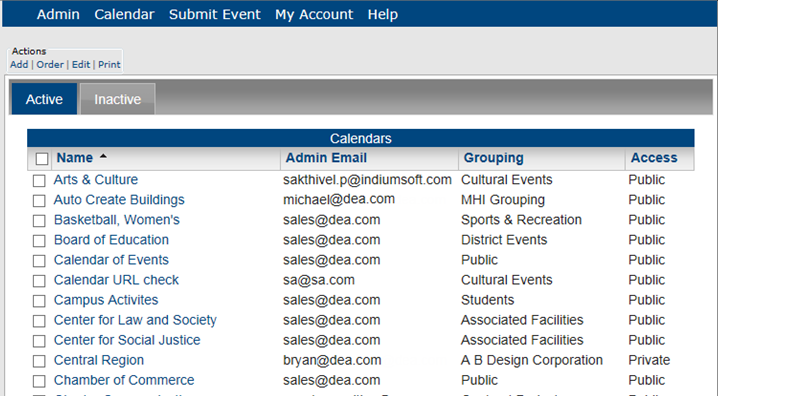 Admin Calendar Submit Event My Account Help
Actions
Add | Order | Edit | Print
Active Inactive
Calendars
Name Admin Email Grouping Access
Arts & Culture sakthivel.p@indiumsoft.com Cultural Events Public
Auto Create Buildings michael@dea.com MHI Grouping Public
Basketball, Women's sales@dea.com Sports & Recreation Public
Board of Education sales@dea.com District Events Public
Calendar of Events sales@dea.com Public Public
Calendar URL check sa@sa.com Cultural Events Public
Campus Activites sales@dea.com Students Public
Center for Law and Society sales@dea.com Associated Facilities Public
Center for Social Justice sales@dea.com Associated Facilities Public
Central Region bryan@dea.com A B Design Corporation Private
Chamber of Commerce sales@dea.com Public Public